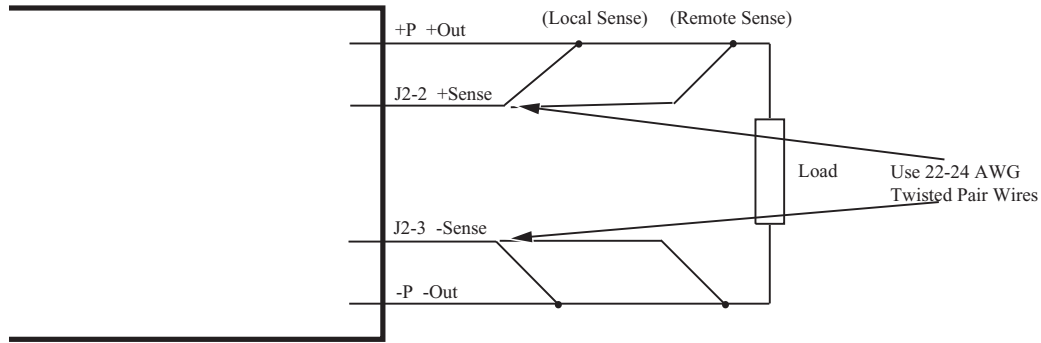 (Local Sense) (Remote Sense)
+P +Out
J2-2 +Sense
Load
Use 22-24 AWG
Twisted Pair Wires
J2-3 -Sense
-P -Out